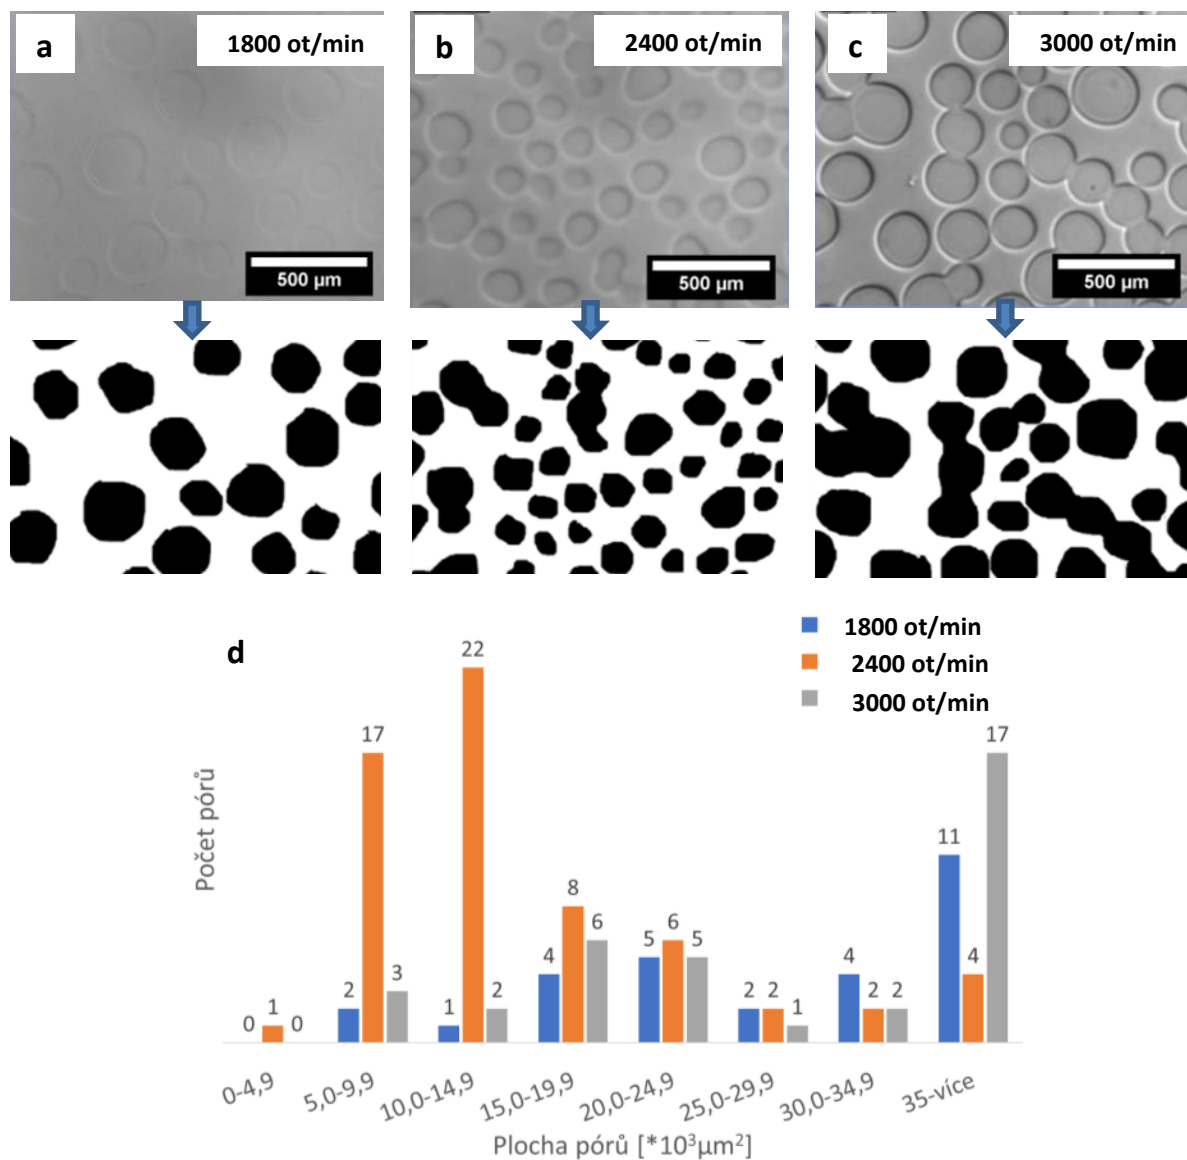 a
1800 ot/min
b
2400 ot/min
c
3000 ot/min
500 µm
500 µm
500 µm
d
1800 ot/min
2400 ot/min
3000 ot/min
Počet pórů
0 1 0
2 17 3
1 22 2
4 8 6
5 6 5
2 2 1
4 2 2
11 4 17
0-4,9
5,0-9,9
10,0-14,9
15,0-19,9
20,0-24,9
25,0-29,9
30,0-34,9
35-více
Plocha pórů [*10³µm²]